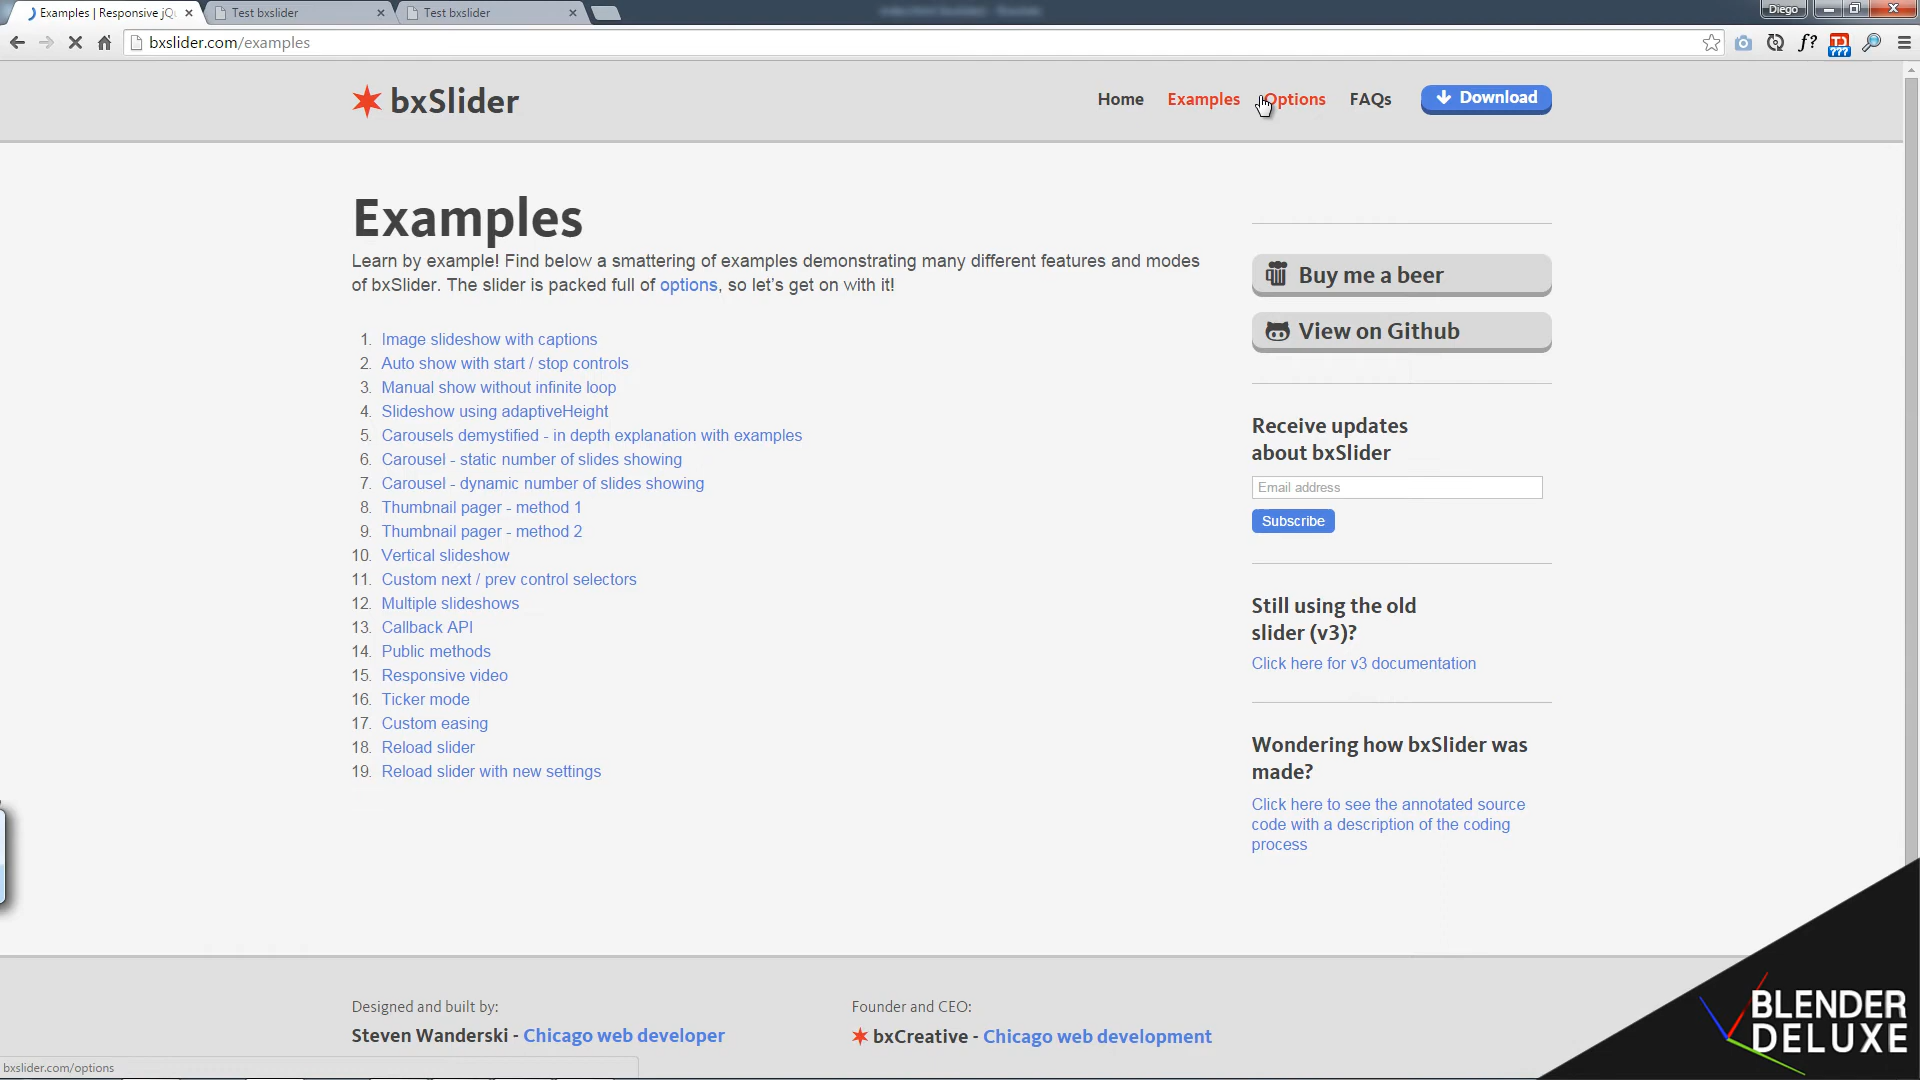 Examples | Responsive jQu
Test bxslider
Test bxslider
Diego
bxslider.com/examples
f?
TD
???
bxSlider
Home
Examples
Options
FAQs
Download
Examples
Learn by example! Find below a smattering of examples demonstrating many different features and modes
of bxSlider. The slider is packed full of options, so let's get on with it!
1. Image slideshow with captions
2. Auto show with start / stop controls
3. Manual show without infinite loop
4. Slideshow using adaptiveHeight
5. Carousels demystified - in depth explanation with examples
6. Carousel - static number of slides showing
7. Carousel - dynamic number of slides showing
8. Thumbnail pager - method 1
9. Thumbnail pager - method 2
10. Vertical slideshow
11. Custom next / prev control selectors
12. Multiple slideshows
13. Callback API
14. Public methods
15. Responsive video
16. Ticker mode
17. Custom easing
18. Reload slider
19. Reload slider with new settings
Buy me a beer
View on Github
Receive updates
about bxSlider
Email address
Subscribe
Still using the old
slider (v3)?
Click here for v3 documentation
Wondering how bxSlider was
made?
Click here to see the annotated source
code with a description of the coding
process
Designed and built by:
Steven Wanderski - Chicago web developer
Founder and CEO:
bxCreative - Chicago web development
bxslider.com/options
BLENDER
DELUXE